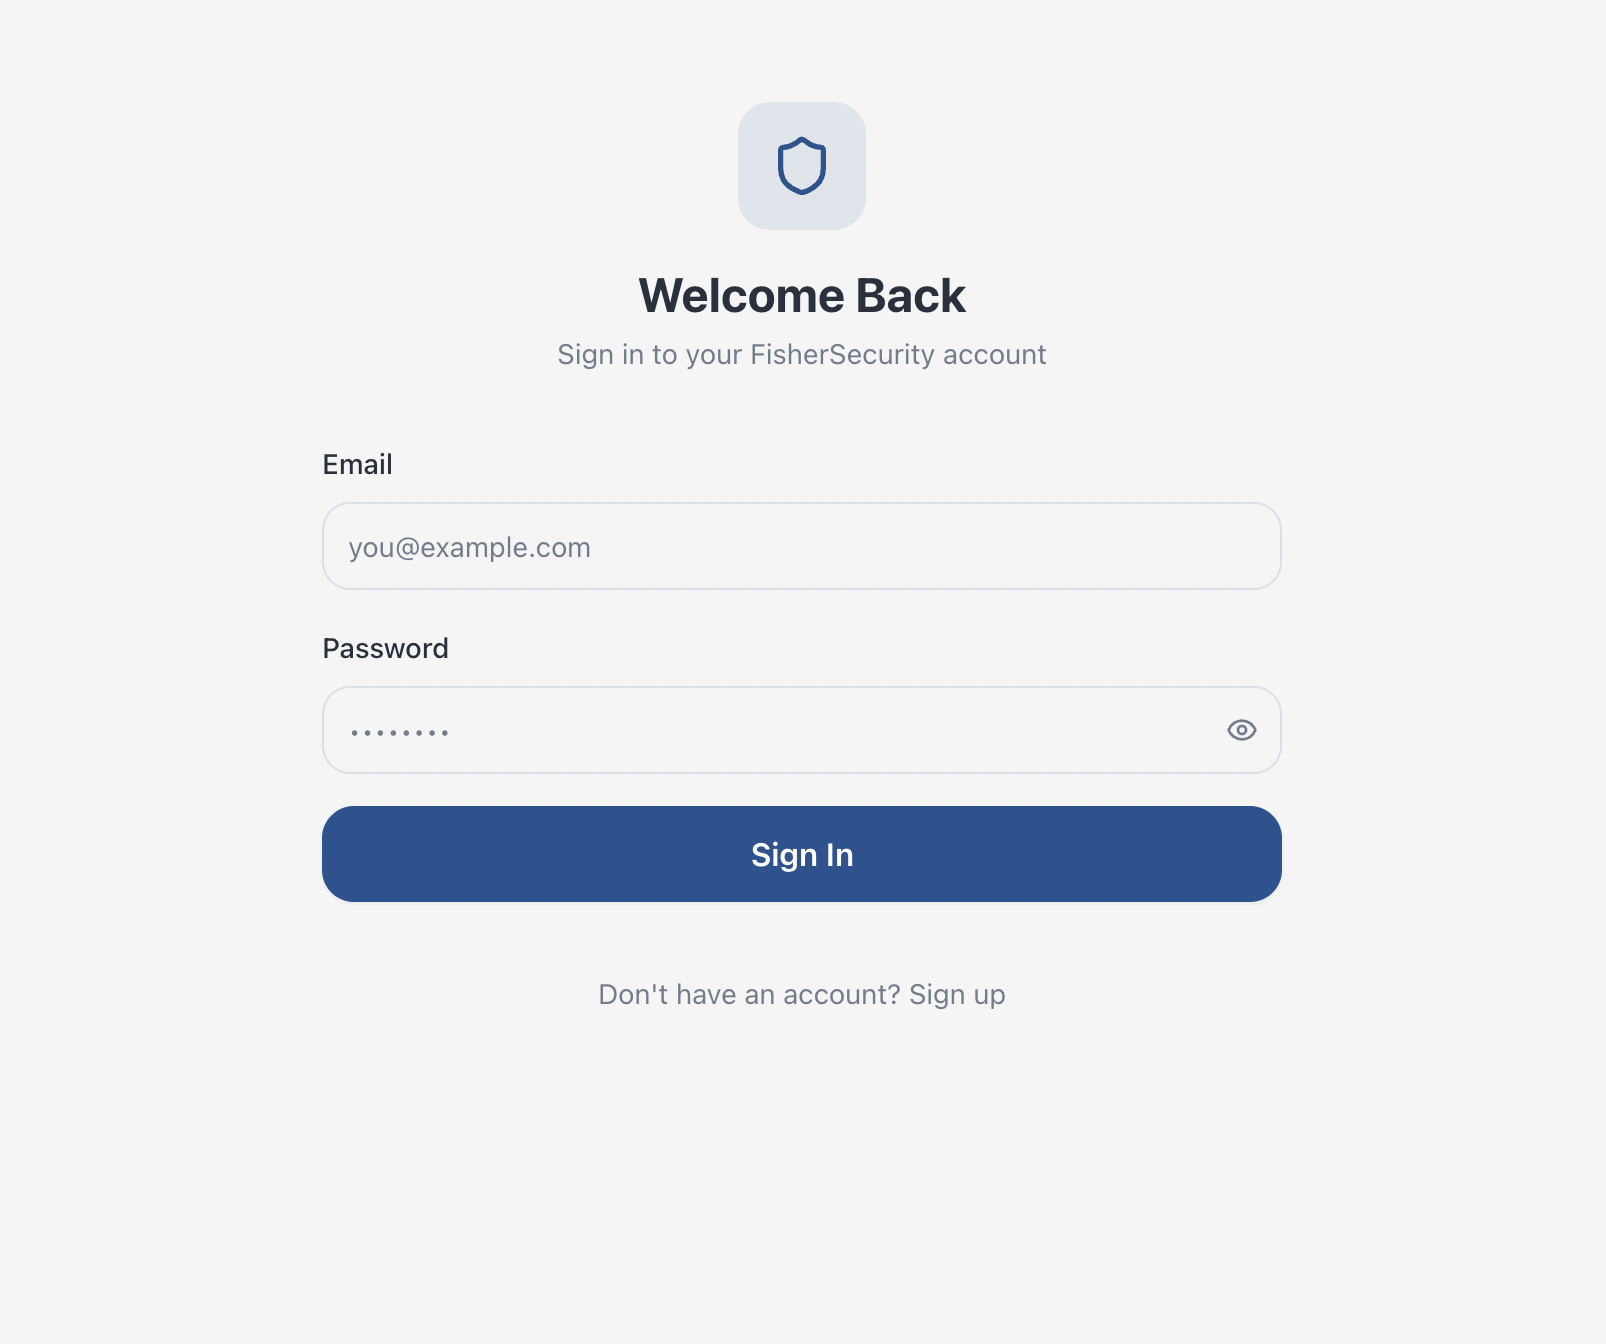 Welcome Back
Sign in to your FisherSecurity account
Email
you@example.com
Password
••••••••
Sign In
Don't have an account? Sign up